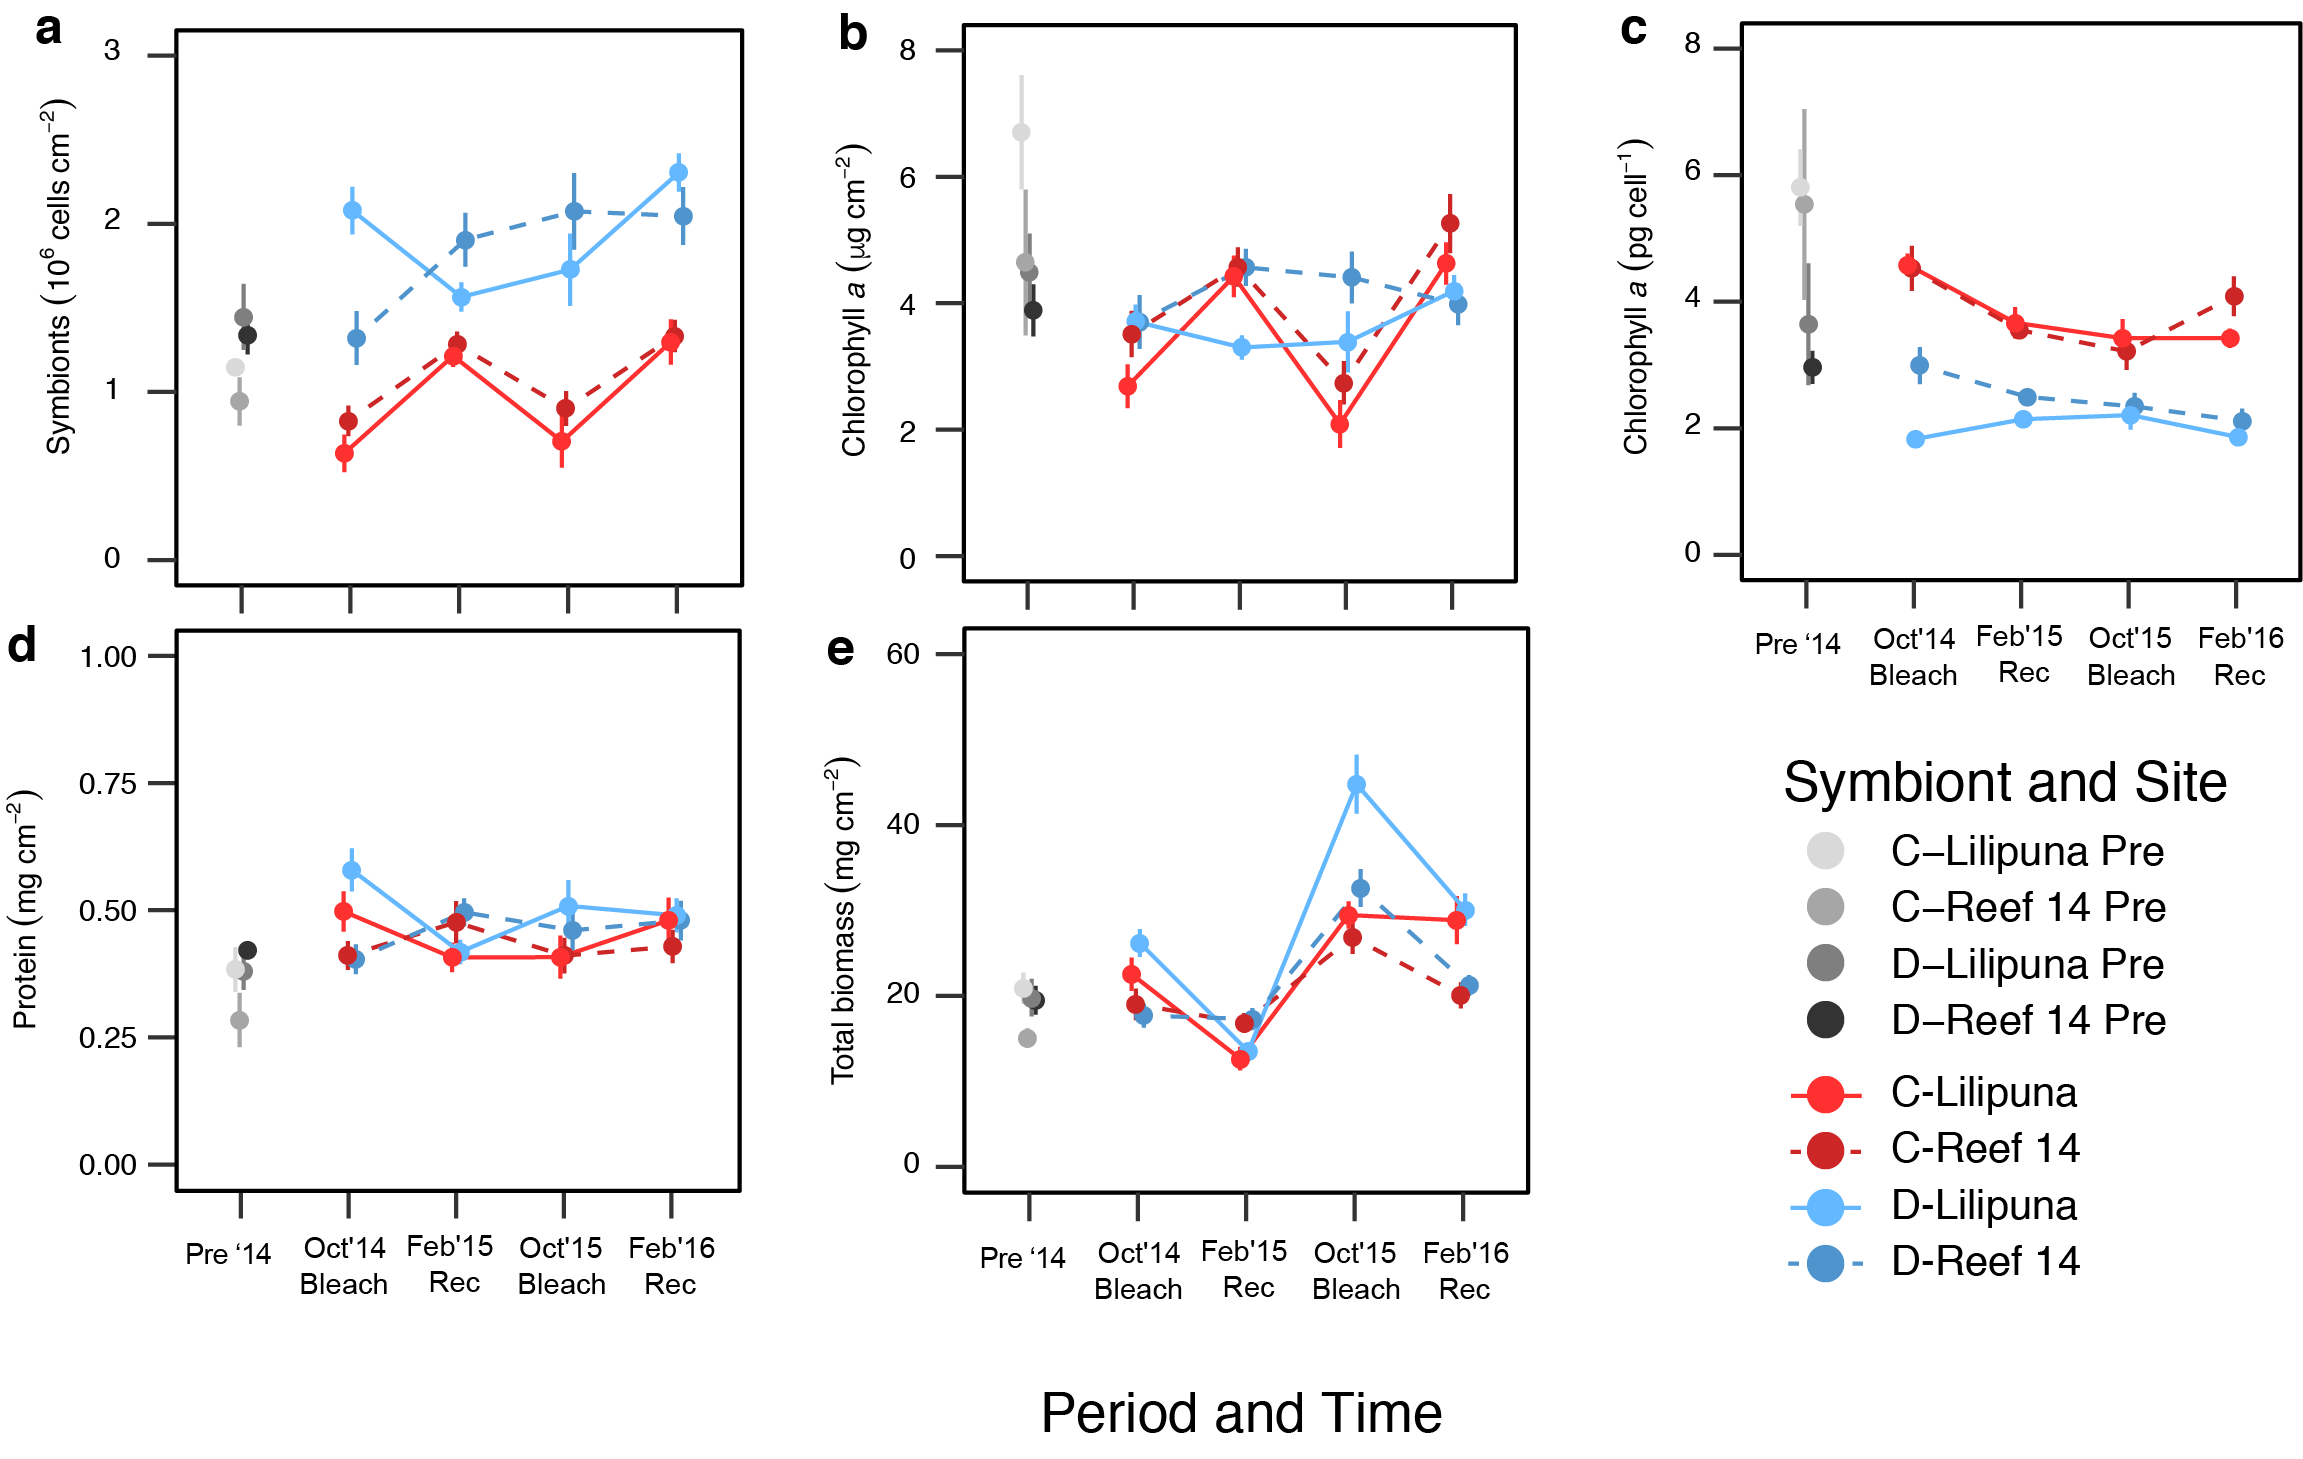 a
3
2
1
0
Symbionts (10⁶ cells cm⁻²)
b
8
6
4
2
0
Chlorophyll a (µg cm⁻²)
c
8
6
4
2
0
Chlorophyll a (pg cell⁻¹)
Pre ‘14
Oct'14
Bleach
Feb'15
Rec
Oct'15
Bleach
Feb'16
Rec
d
1.00
0.75
0.50
0.25
0.00
Protein (mg cm⁻²)
Pre ‘14
Oct'14
Bleach
Feb'15
Rec
Oct'15
Bleach
Feb'16
Rec
e
60
40
20
0
Total biomass (mg cm⁻²)
Pre ‘14
Oct'14
Bleach
Feb'15
Rec
Oct'15
Bleach
Feb'16
Rec
Symbiont and Site
C−Lilipuna Pre
C−Reef 14 Pre
D−Lilipuna Pre
D−Reef 14 Pre
C-Lilipuna
C-Reef 14
D-Lilipuna
D-Reef 14
Period and Time